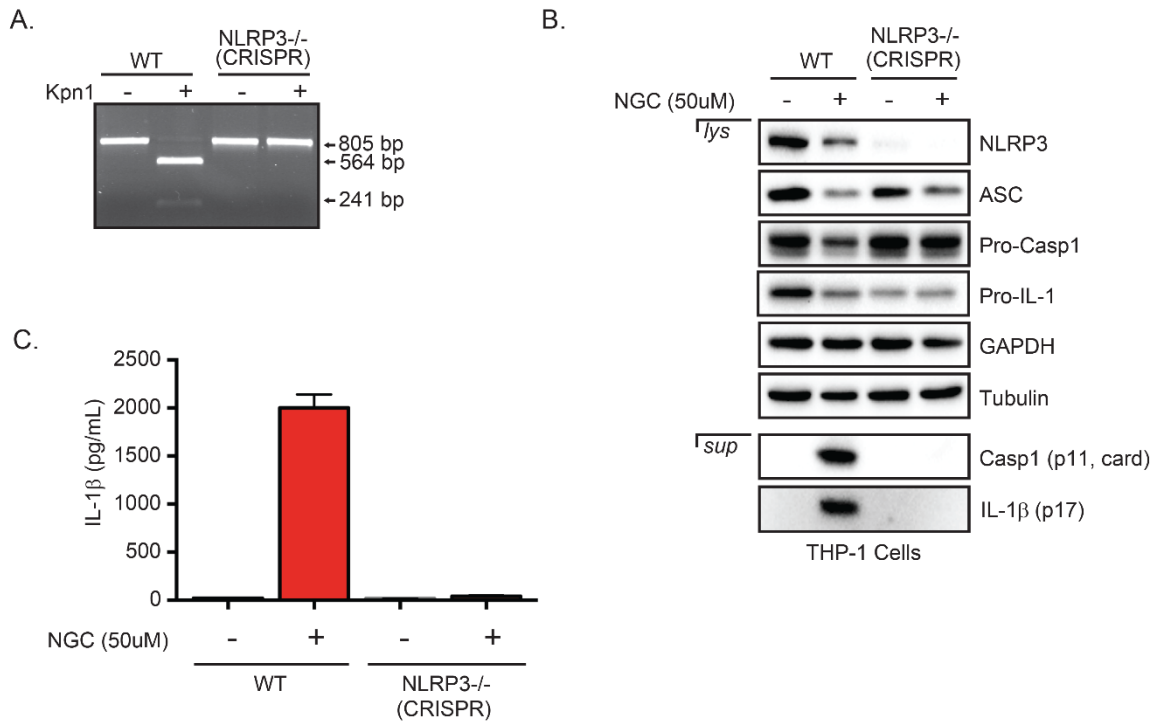 A.
WT
NLRP3-/-
(CRISPR)
Kpn1 - + - +
805 bp
564 bp
241 bp
B.
WT
NLRP3-/-
(CRISPR)
NGC (50uM) - + - +
lys
NLRP3
ASC
Pro-Casp1
Pro-IL-1
GAPDH
Tubulin
sup
Casp1 (p11, card)
IL-1β (p17)
THP-1 Cells
C.
IL-1β (pg/mL)
2500
2000
1500
1000
500
0
NGC (50uM) - + - +
WT
NLRP3-/-
(CRISPR)